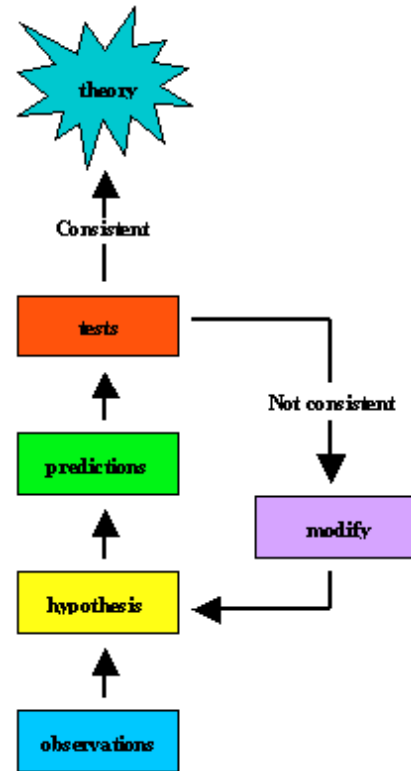 theory
Consistent
tests
Not consistent
predictions
modify
hypothesis
observations